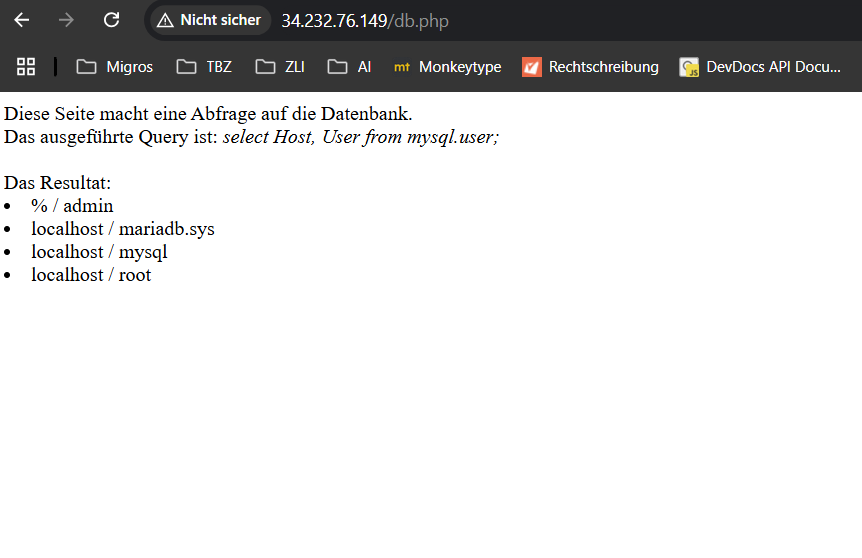 Nicht sicher 34.232.76.149/db.php
Migros TBZ ZLI AI mt Monkeytype Rechtschreibung JS DevDocs API Docu...
Diese Seite macht eine Abfrage auf die Datenbank.
Das ausgeführte Query ist: select Host, User from mysql.user;
Das Resultat:
• % / admin
• localhost / mariadb.sys
• localhost / mysql
• localhost / root